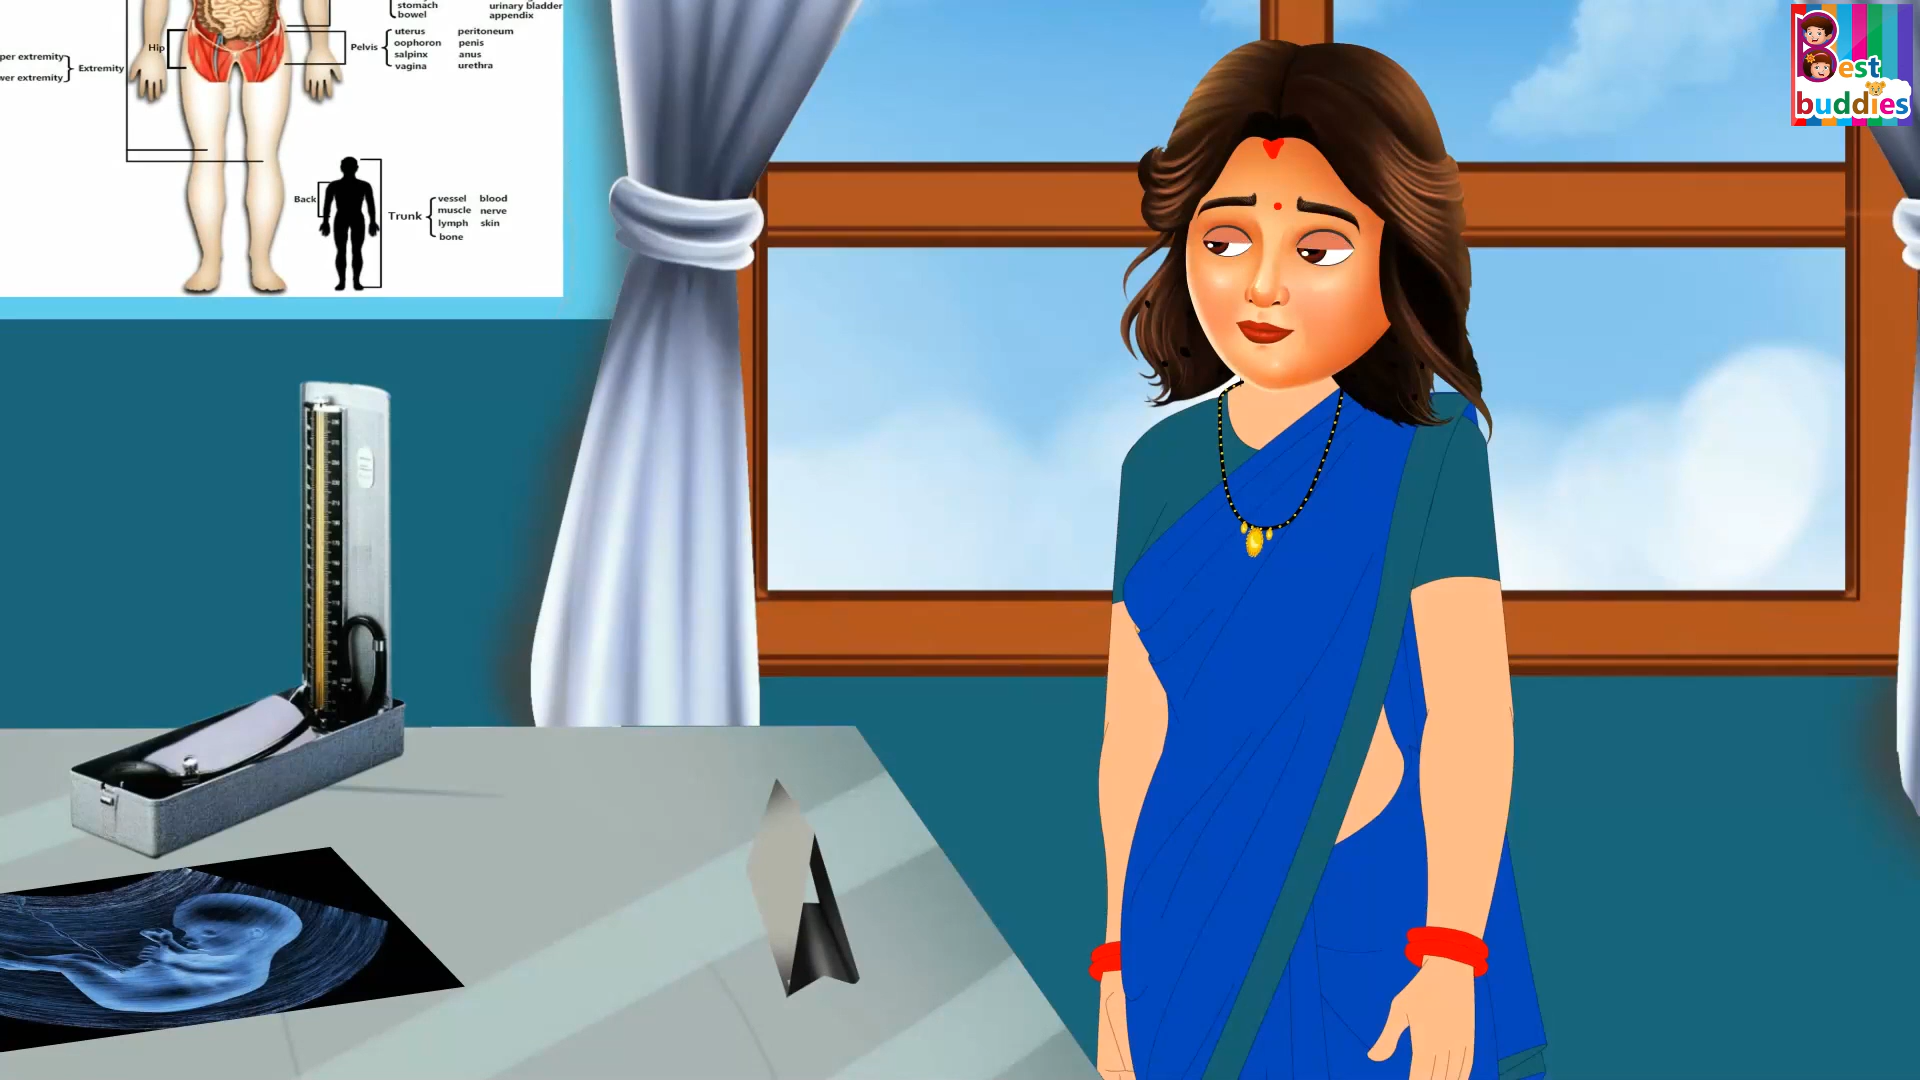 stomach urinary bladder
bowel appendix
Hip
Pelvis
uterus peritoneum
oophoron penis
salpinx anus
vagina urethra
per extremity
wer extremity
Extremity
Back
Trunk
vessel blood
muscle nerve
lymph skin
bone
Best
buddies